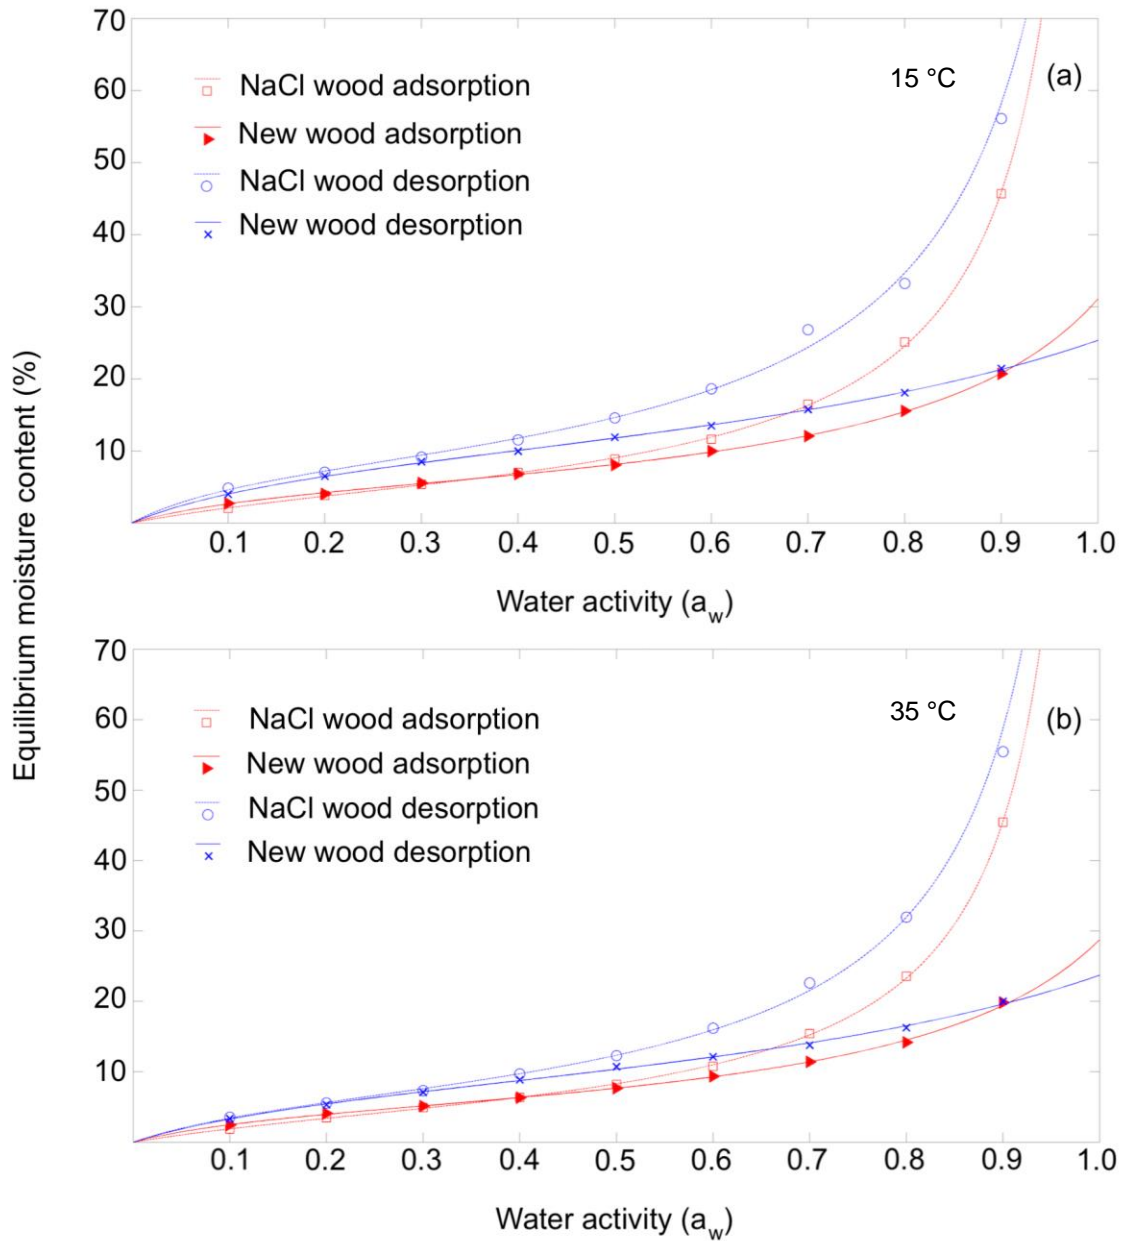 Equilibrium moisture content (%)
70
60
50
40
30
20
10
NaCl wood adsorption
New wood adsorption
NaCl wood desorption
New wood desorption
15 °C
(a)
0.1 0.2 0.3 0.4 0.5 0.6 0.7 0.8 0.9 1.0
Water activity (a_w)
70
60
50
40
30
20
10
NaCl wood adsorption
New wood adsorption
NaCl wood desorption
New wood desorption
35 °C
(b)
0.1 0.2 0.3 0.4 0.5 0.6 0.7 0.8 0.9 1.0
Water activity (a_w)